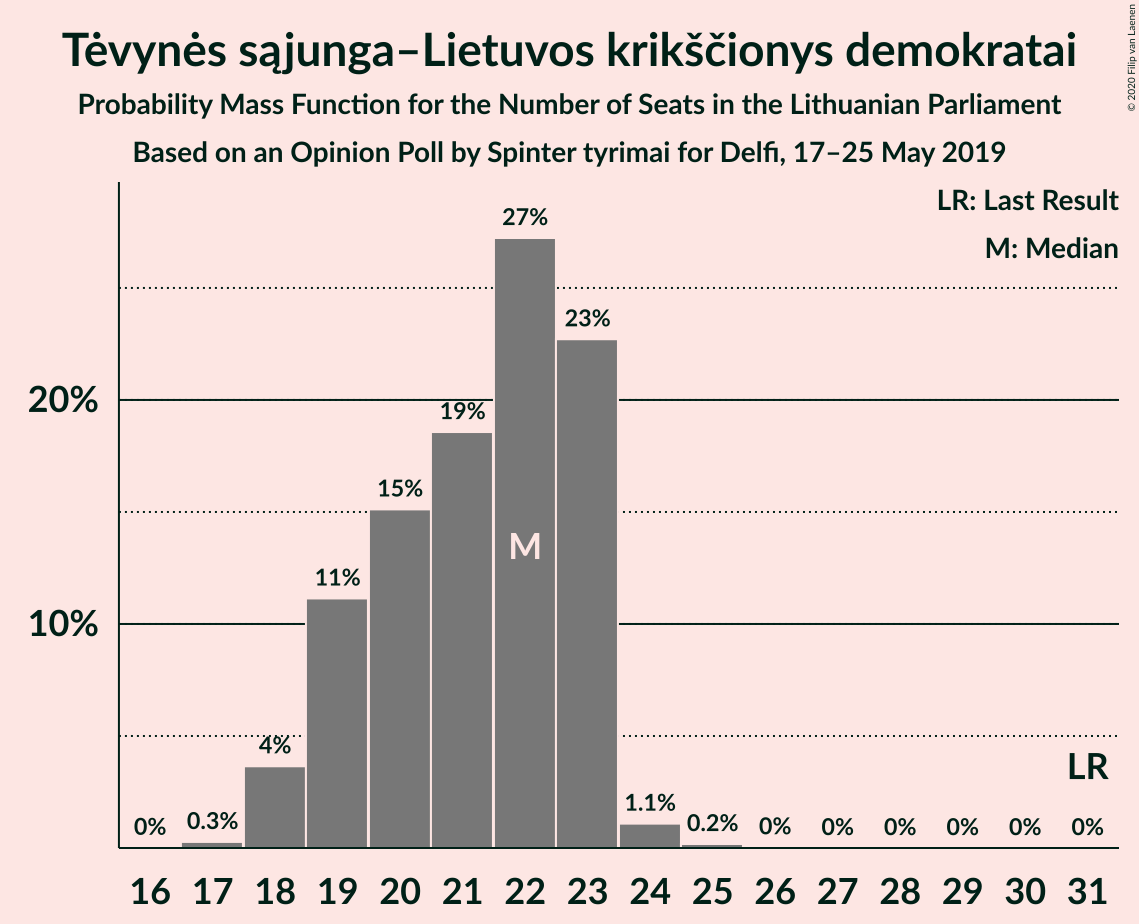 Tėvynės sąjunga–Lietuvos krikščionys demokratai
Probability Mass Function for the Number of Seats in the Lithuanian Parliament
Based on an Opinion Poll by Spinter tyrimai for Delfi, 17–25 May 2019
© 2020 Filip van Laenen
LR: Last Result
M: Median
27%
23%
20%
19%
15%
M
11%
10%
4%
LR
0%
0.3%
1.1%
0.2%
0%
0%
0%
0%
0%
0%
16 17 18 19 20 21 22 23 24 25 26 27 28 29 30 31